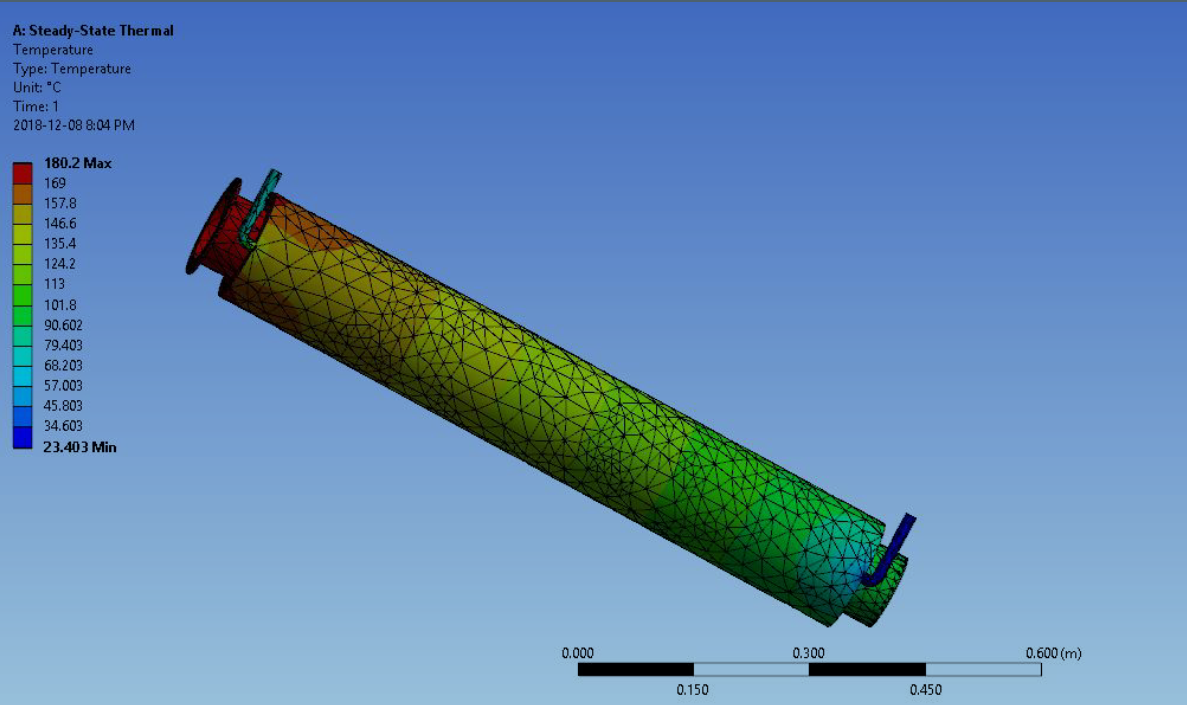 A: Steady-State Thermal
Temperature
Type: Temperature
Unit: °C
Time: 1
2018-12-08 8:04 PM
180.2 Max
169
157.8
146.6
135.4
124.2
113
101.8
90.602
79.403
68.203
57.003
45.803
34.603
23.403 Min
0.000 0.300 0.600 (m)
0.150 0.450